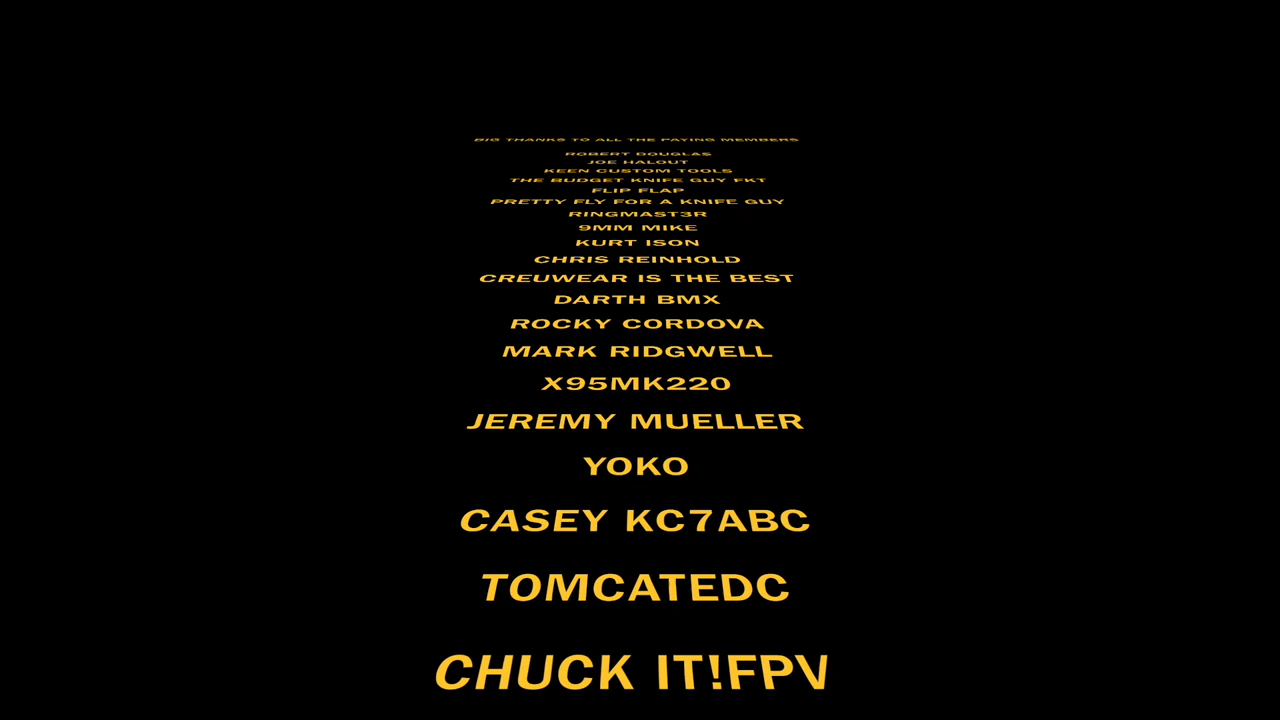 BIG THANKS TO ALL THE PAYING MEMBERS
ROBERT DOUGLAS
JOE HALOUT
KEEN CUSTOM TOOLS
THE BUDGET KNIFE GUY FKT
FLIP FLAP
PRETTY FLY FOR A KNIFE GUY
RINGMAST3R
9MM MIKE
KURT ISON
CHRIS REINHOLD
CREUWEAR IS THE BEST
DARTH BMX
ROCKY CORDOVA
MARK RIDGWELL
X95MK220
JEREMY MUELLER
YOKO
CASEY KC7ABC
TOMCATEDC
CHUCK IT!FPV